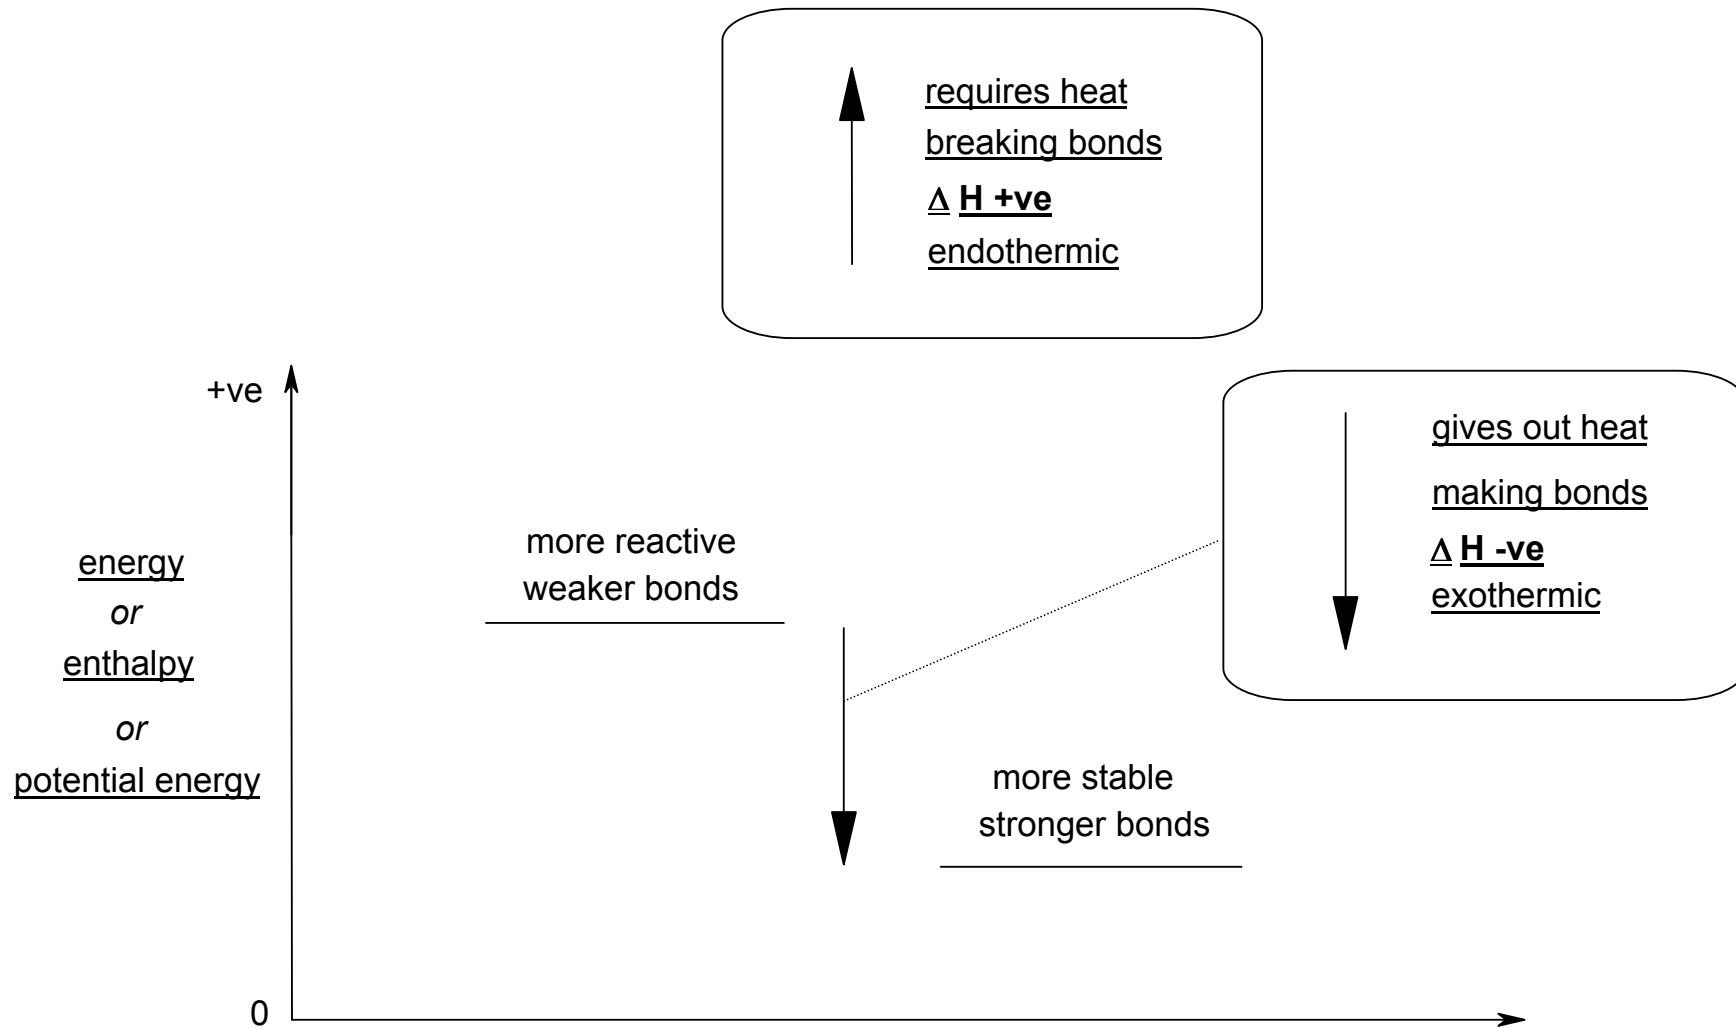 requires heat
breaking bonds
Δ H +ve
endothermic
+ve
gives out heat
making bonds
Δ H -ve
exothermic
energy
or
enthalpy
or
potential energy
more reactive
weaker bonds
more stable
stronger bonds
0